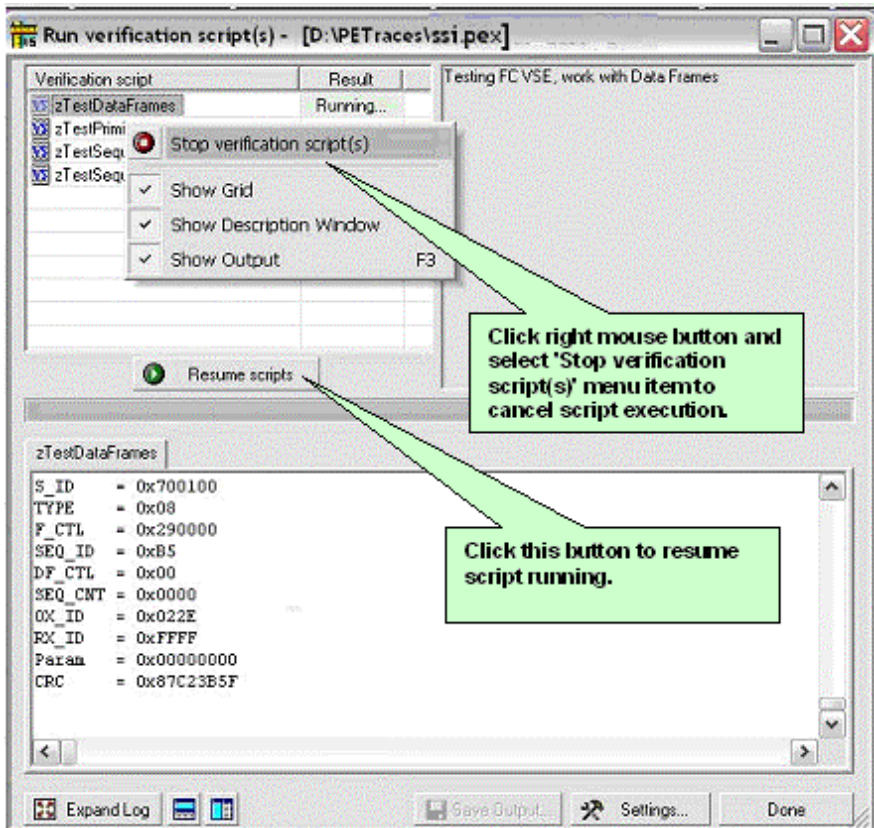 Run verification script(s) - [D:\PETraces\ssi.pex]
Verification script Result
zTestDataFrames Running...
zTestPrimi
zTestSequ
zTestSequ
Testing FC VSE, work with Data Frames
Stop verification script(s)
Show Grid
Show Description Window
Show Output F3
Click right mouse button and
select 'Stop verification
script(s)' menu item to
cancel script execution.
Resume scripts
zTestDataFrames
S_ID = 0x700100
TYPE = 0x08
F_CTL = 0x290000
SEQ_ID = 0xB5
DF_CTL = 0x00
SEQ_CNT = 0x0000
OX_ID = 0x022E
RX_ID = 0xFFFF
Param = 0x00000000
CRC = 0x87C23B5F
Click this button to resume
script running.
Expand Log Save Output... Settings... Done